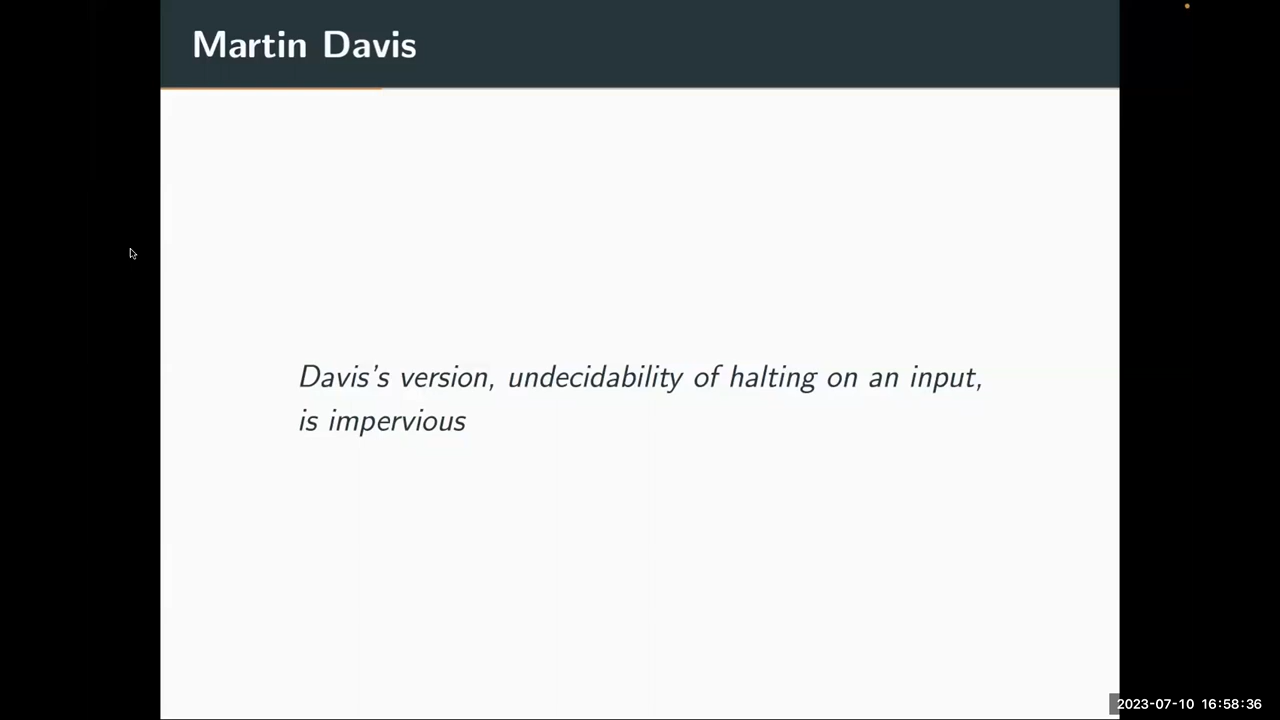 Martin Davis
Davis's version, undecidability of halting on an input,
is impervious
2023-07-10 16:58:36